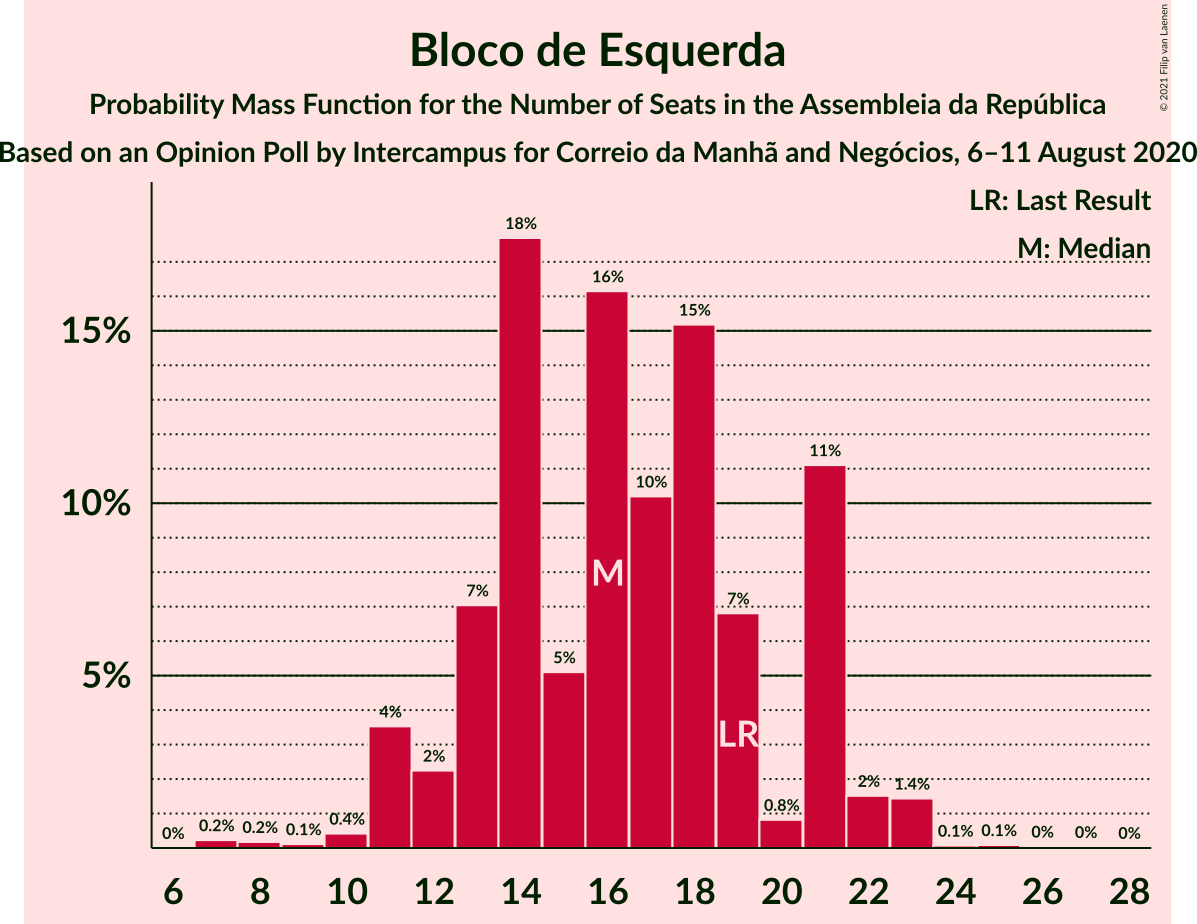 Bloco de Esquerda
Probability Mass Function for the Number of Seats in the Assembleia da República
Based on an Opinion Poll by Intercampus for Correio da Manhã and Negócios, 6–11 August 2020
© 2021 Filip van Laenen
LR: Last Result
M: Median
15%
10%
5%
0%
0.2%
0.2%
0.1%
0.4%
4%
2%
7%
18%
5%
16%
10%
15%
7%
0.8%
11%
2%
1.4%
0.1%
0.1%
0%
0%
0%
M
LR
6 8 10 12 14 16 18 20 22 24 26 28